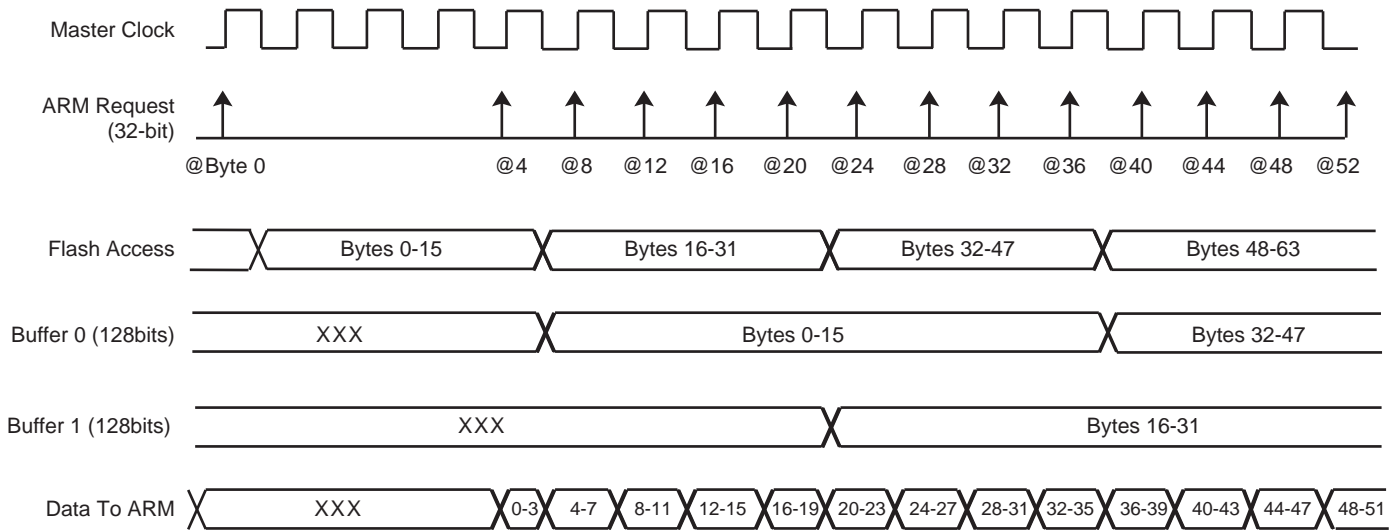 Master Clock
ARM Request
(32-bit)
@Byte 0 @4 @8 @12 @16 @20 @24 @28 @32 @36 @40 @44 @48 @52
Flash Access Bytes 0-15 Bytes 16-31 Bytes 32-47 Bytes 48-63
Buffer 0 (128bits) XXX Bytes 0-15 Bytes 32-47
Buffer 1 (128bits) XXX Bytes 16-31
Data To ARM XXX 0-3 4-7 8-11 12-15 16-19 20-23 24-27 28-31 32-35 36-39 40-43 44-47 48-51